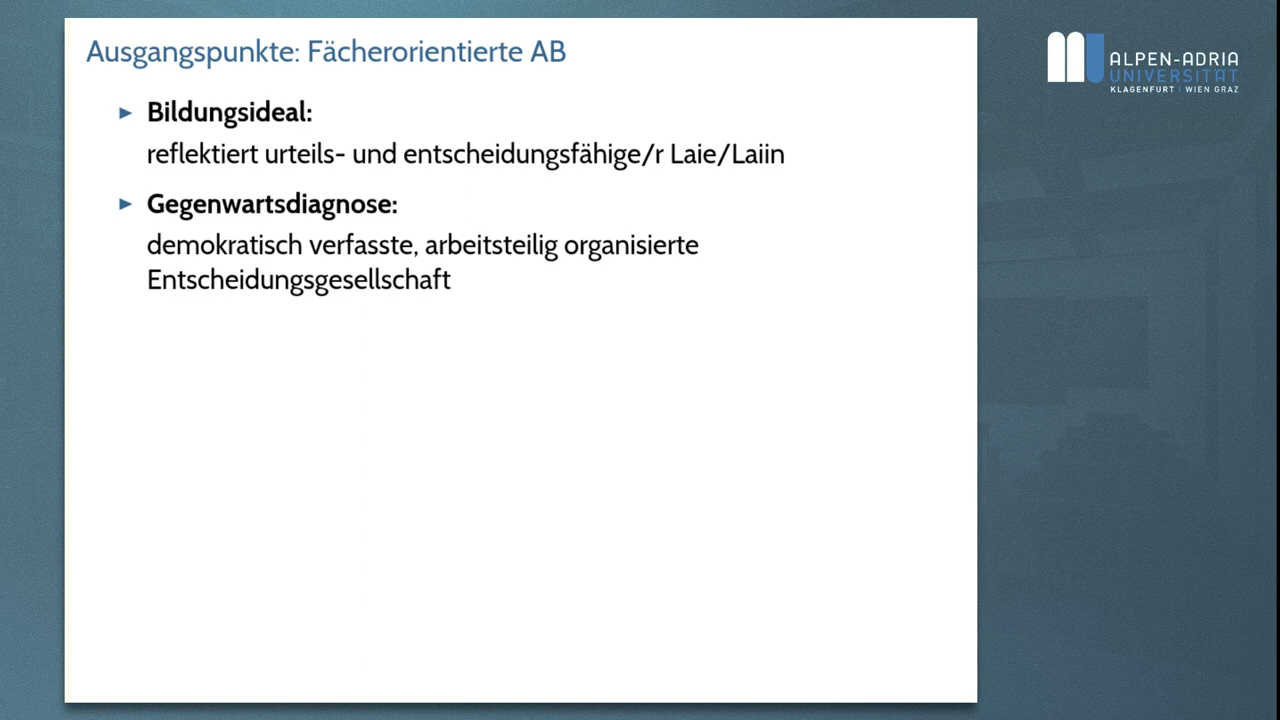 Ausgangspunkte: Fächerorientierte AB
Bildungsideal:
reflektiert urteils- und entscheidungsfähige/r Laie/Laiin
Gegenwartsdiagnose:
demokratisch verfasste, arbeitsteilig organisierte
Entscheidungsgesellschaft
ALPEN-ADRIA
UNIVERSITÄT
KLAGENFURT | WIEN GRAZ